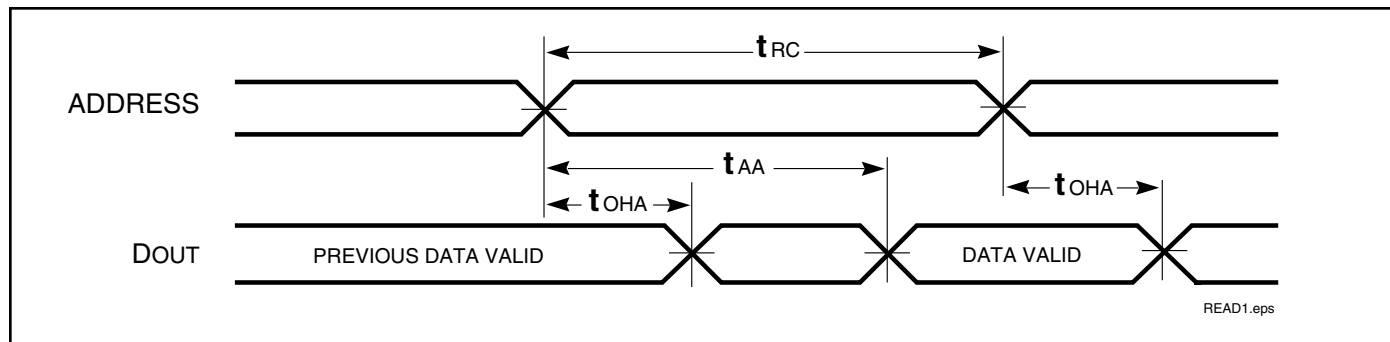 tRC
ADDRESS
tAA
tOHA
tOHA
DOUT
PREVIOUS DATA VALID
DATA VALID
READ1.eps